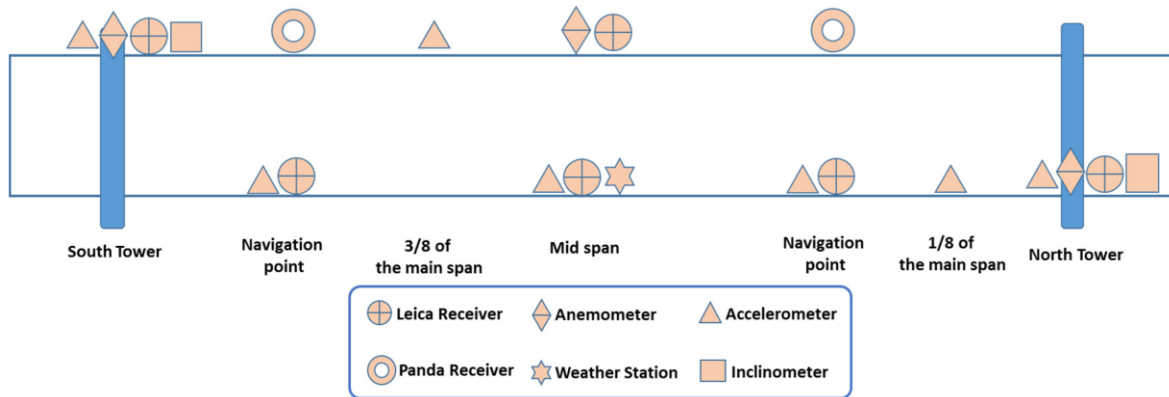 South Tower
Navigation
point
3/8 of
the main span
Mid span
Navigation
point
1/8 of
the main span
North Tower
Leica Receiver
Anemometer
Accelerometer
Panda Receiver
Weather Station
Inclinometer